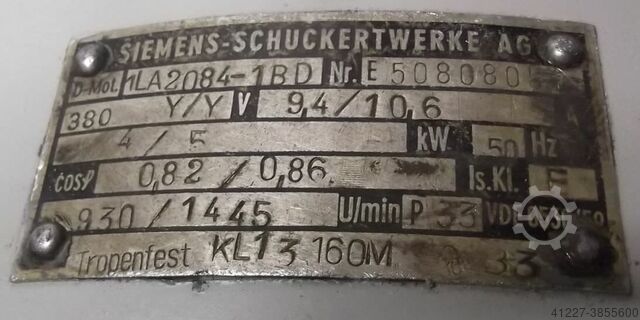 SIEMENS-SCHUCKERTWERKE AG
D-Mot. 1LA2084-1BD Nr. E 508080
380 Y/Y V 9,4/10,6
4/5 kW 50 Hz
cosφ 0,82/0,86 Is.Kl. E
930/1445 U/min P 33
Tropenfest KL13 160M 33
41227-3855600